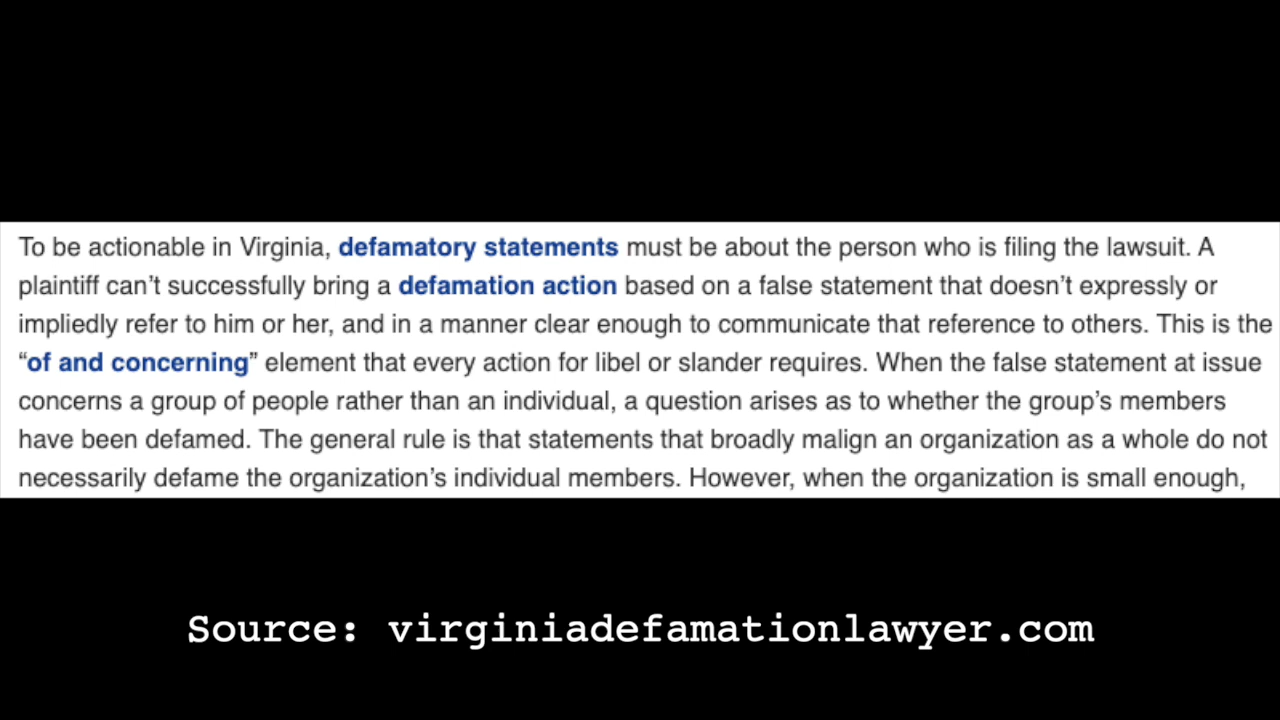 To be actionable in Virginia, defamatory statements must be about the person who is filing the lawsuit. A
plaintiff can’t successfully bring a defamation action based on a false statement that doesn’t expressly or
impliedly refer to him or her, and in a manner clear enough to communicate that reference to others. This is the
“of and concerning” element that every action for libel or slander requires. When the false statement at issue
concerns a group of people rather than an individual, a question arises as to whether the group’s members
have been defamed. The general rule is that statements that broadly malign an organization as a whole do not
necessarily defame the organization’s individual members. However, when the organization is small enough,
Source: virginiadefamationlawyer.com